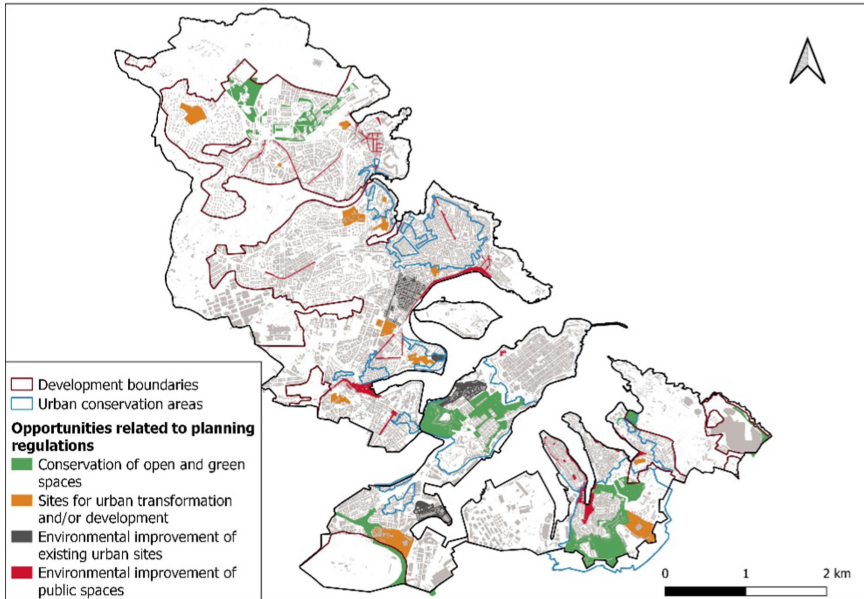 Development boundaries
Urban conservation areas
Opportunities related to planning
regulations
Conservation of open and green
spaces
Sites for urban transformation
and/or development
Environmental improvement of
existing urban sites
Environmental improvement of
public spaces
0 1 2 km